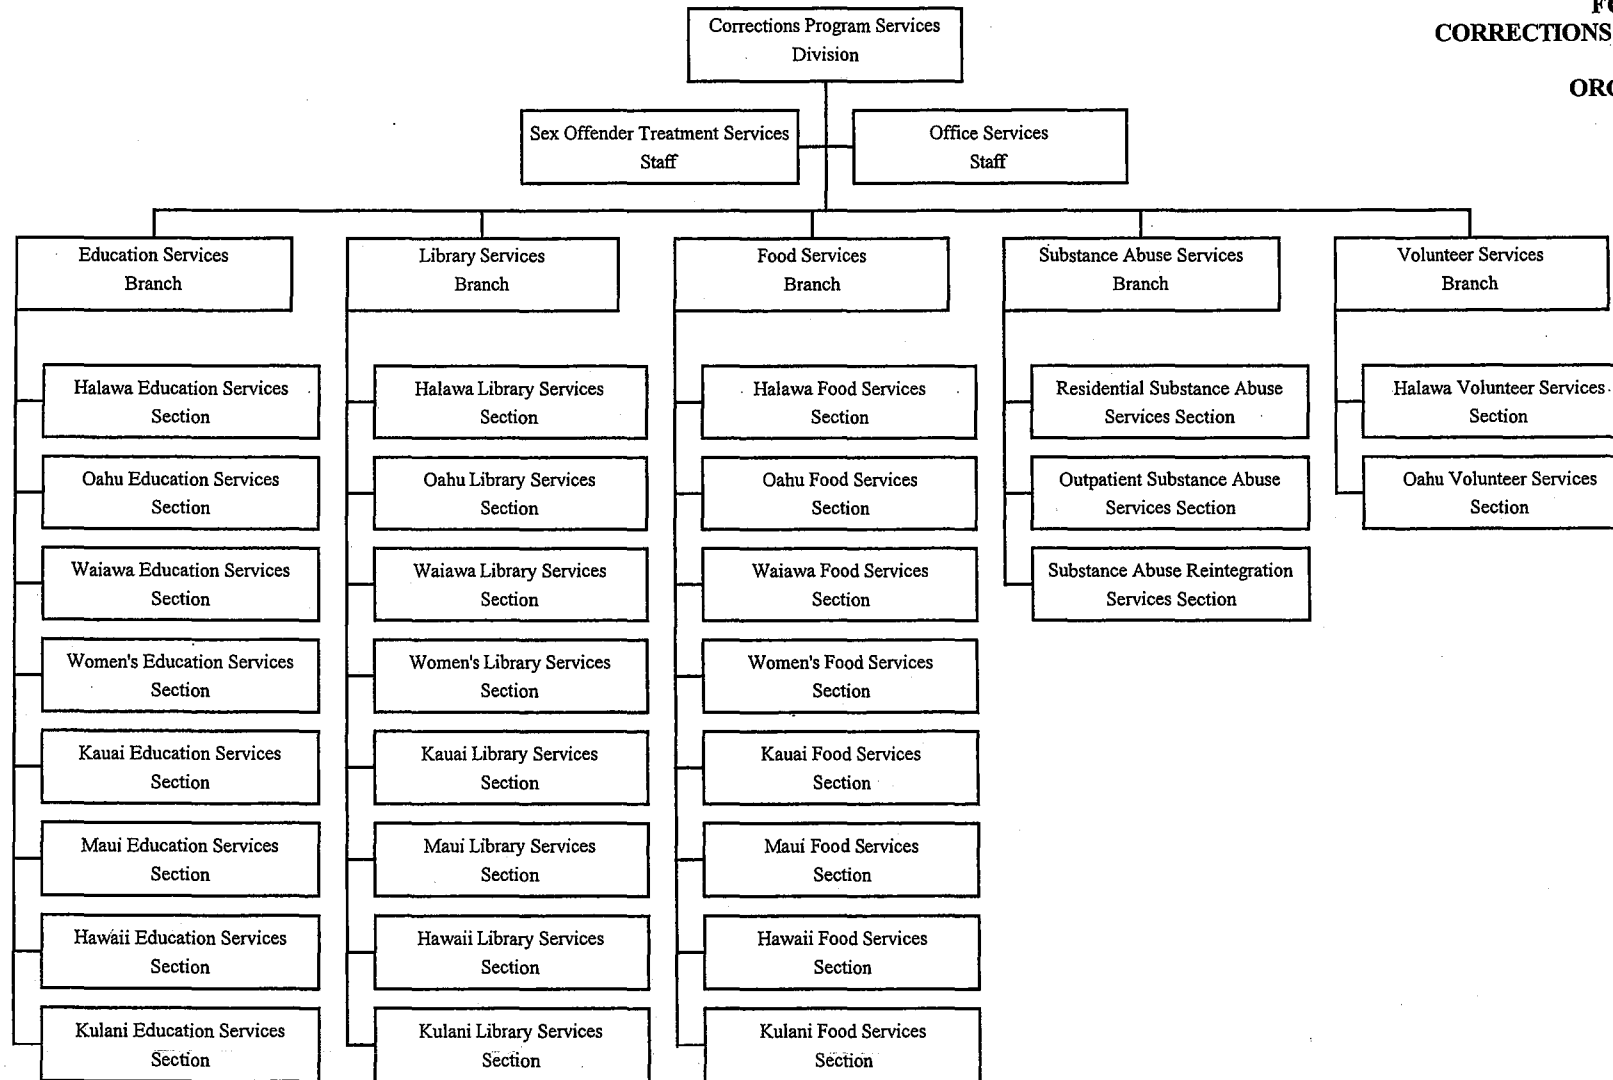 CORRECTIONS
Corrections Program Services
Division
Sex Offender Treatment Services
Staff
Office Services
Staff
Education Services
Branch
Library Services
Branch
Food Services
Branch
Substance Abuse Services
Branch
Volunteer Services
Branch
Halawa Education Services
Section
Oahu Education Services
Section
Waiawa Education Services
Section
Women's Education Services
Section
Kauai Education Services
Section
Maui Education Services
Section
Hawaii Education Services
Section
Kulani Education Services
Section
Halawa Library Services
Section
Oahu Library Services
Section
Waiawa Library Services
Section
Women's Library Services
Section
Kauai Library Services
Section
Maui Library Services
Section
Hawaii Library Services
Section
Kulani Library Services
Section
Halawa Food Services
Section
Oahu Food Services
Section
Waiawa Food Services
Section
Women's Food Services
Section
Kauai Food Services
Section
Maui Food Services
Section
Hawaii Food Services
Section
Kulani Food Services
Section
Residential Substance Abuse
Services Section
Outpatient Substance Abuse
Services Section
Substance Abuse Reintegration
Services Section
Halawa Volunteer Services
Section
Oahu Volunteer Services
Section